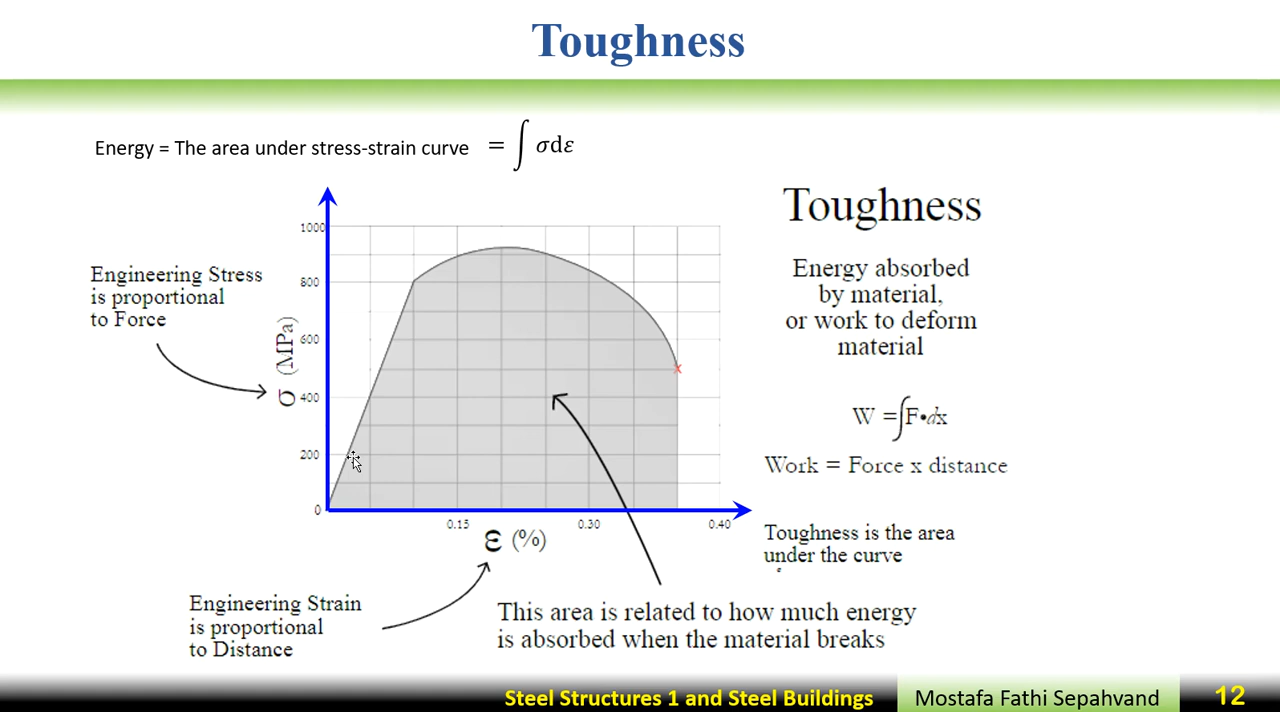 Toughness
Energy = The area under stress-strain curve = ∫ σdε
Toughness
Energy absorbed
by material,
or work to deform
material
W =∫F•dx
Work = Force x distance
Toughness is the area
under the curve
Engineering Stress
is proportional
to Force
σ (MPa)
1000
800
600
400
200
0
0.15
0.30
0.40
ε (%)
Engineering Strain
is proportional
to Distance
This area is related to how much energy
is absorbed when the material breaks
Steel Structures 1 and Steel Buildings
Mostafa Fathi Sepahvand
12